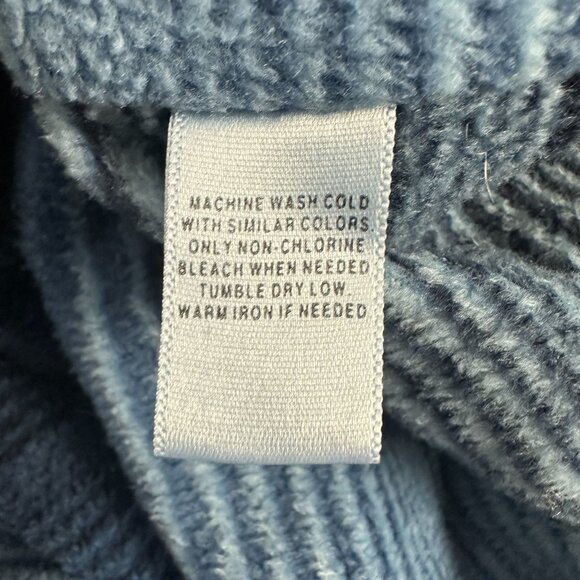 MACHINE WASH COLD
WITH SIMILAR COLORS.
ONLY NON-CHLORINE
BLEACH WHEN NEEDED
TUMBLE DRY LOW
WARM IRON IF NEEDED